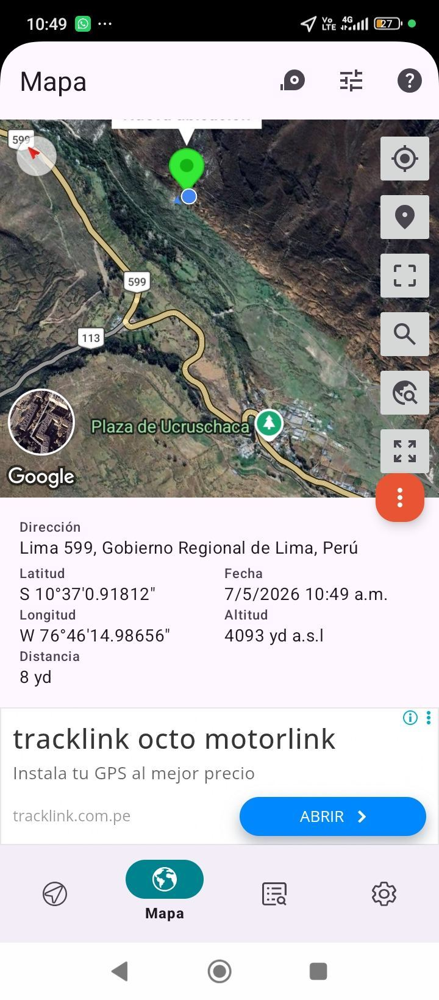 10:49
Vo
LTE
4G
27
Mapa
599
599
113
Plaza de Ucruschaca
Google
Dirección
Lima 599, Gobierno Regional de Lima, Perú
Latitud
S 10°37'0.91812"
Fecha
7/5/2026 10:49 a.m.
Longitud
W 76°46'14.98656"
Altitud
4093 yd a.s.l
Distancia
8 yd
tracklink octo motorlink
Instala tu GPS al mejor precio
tracklink.com.pe
ABRIR
Mapa